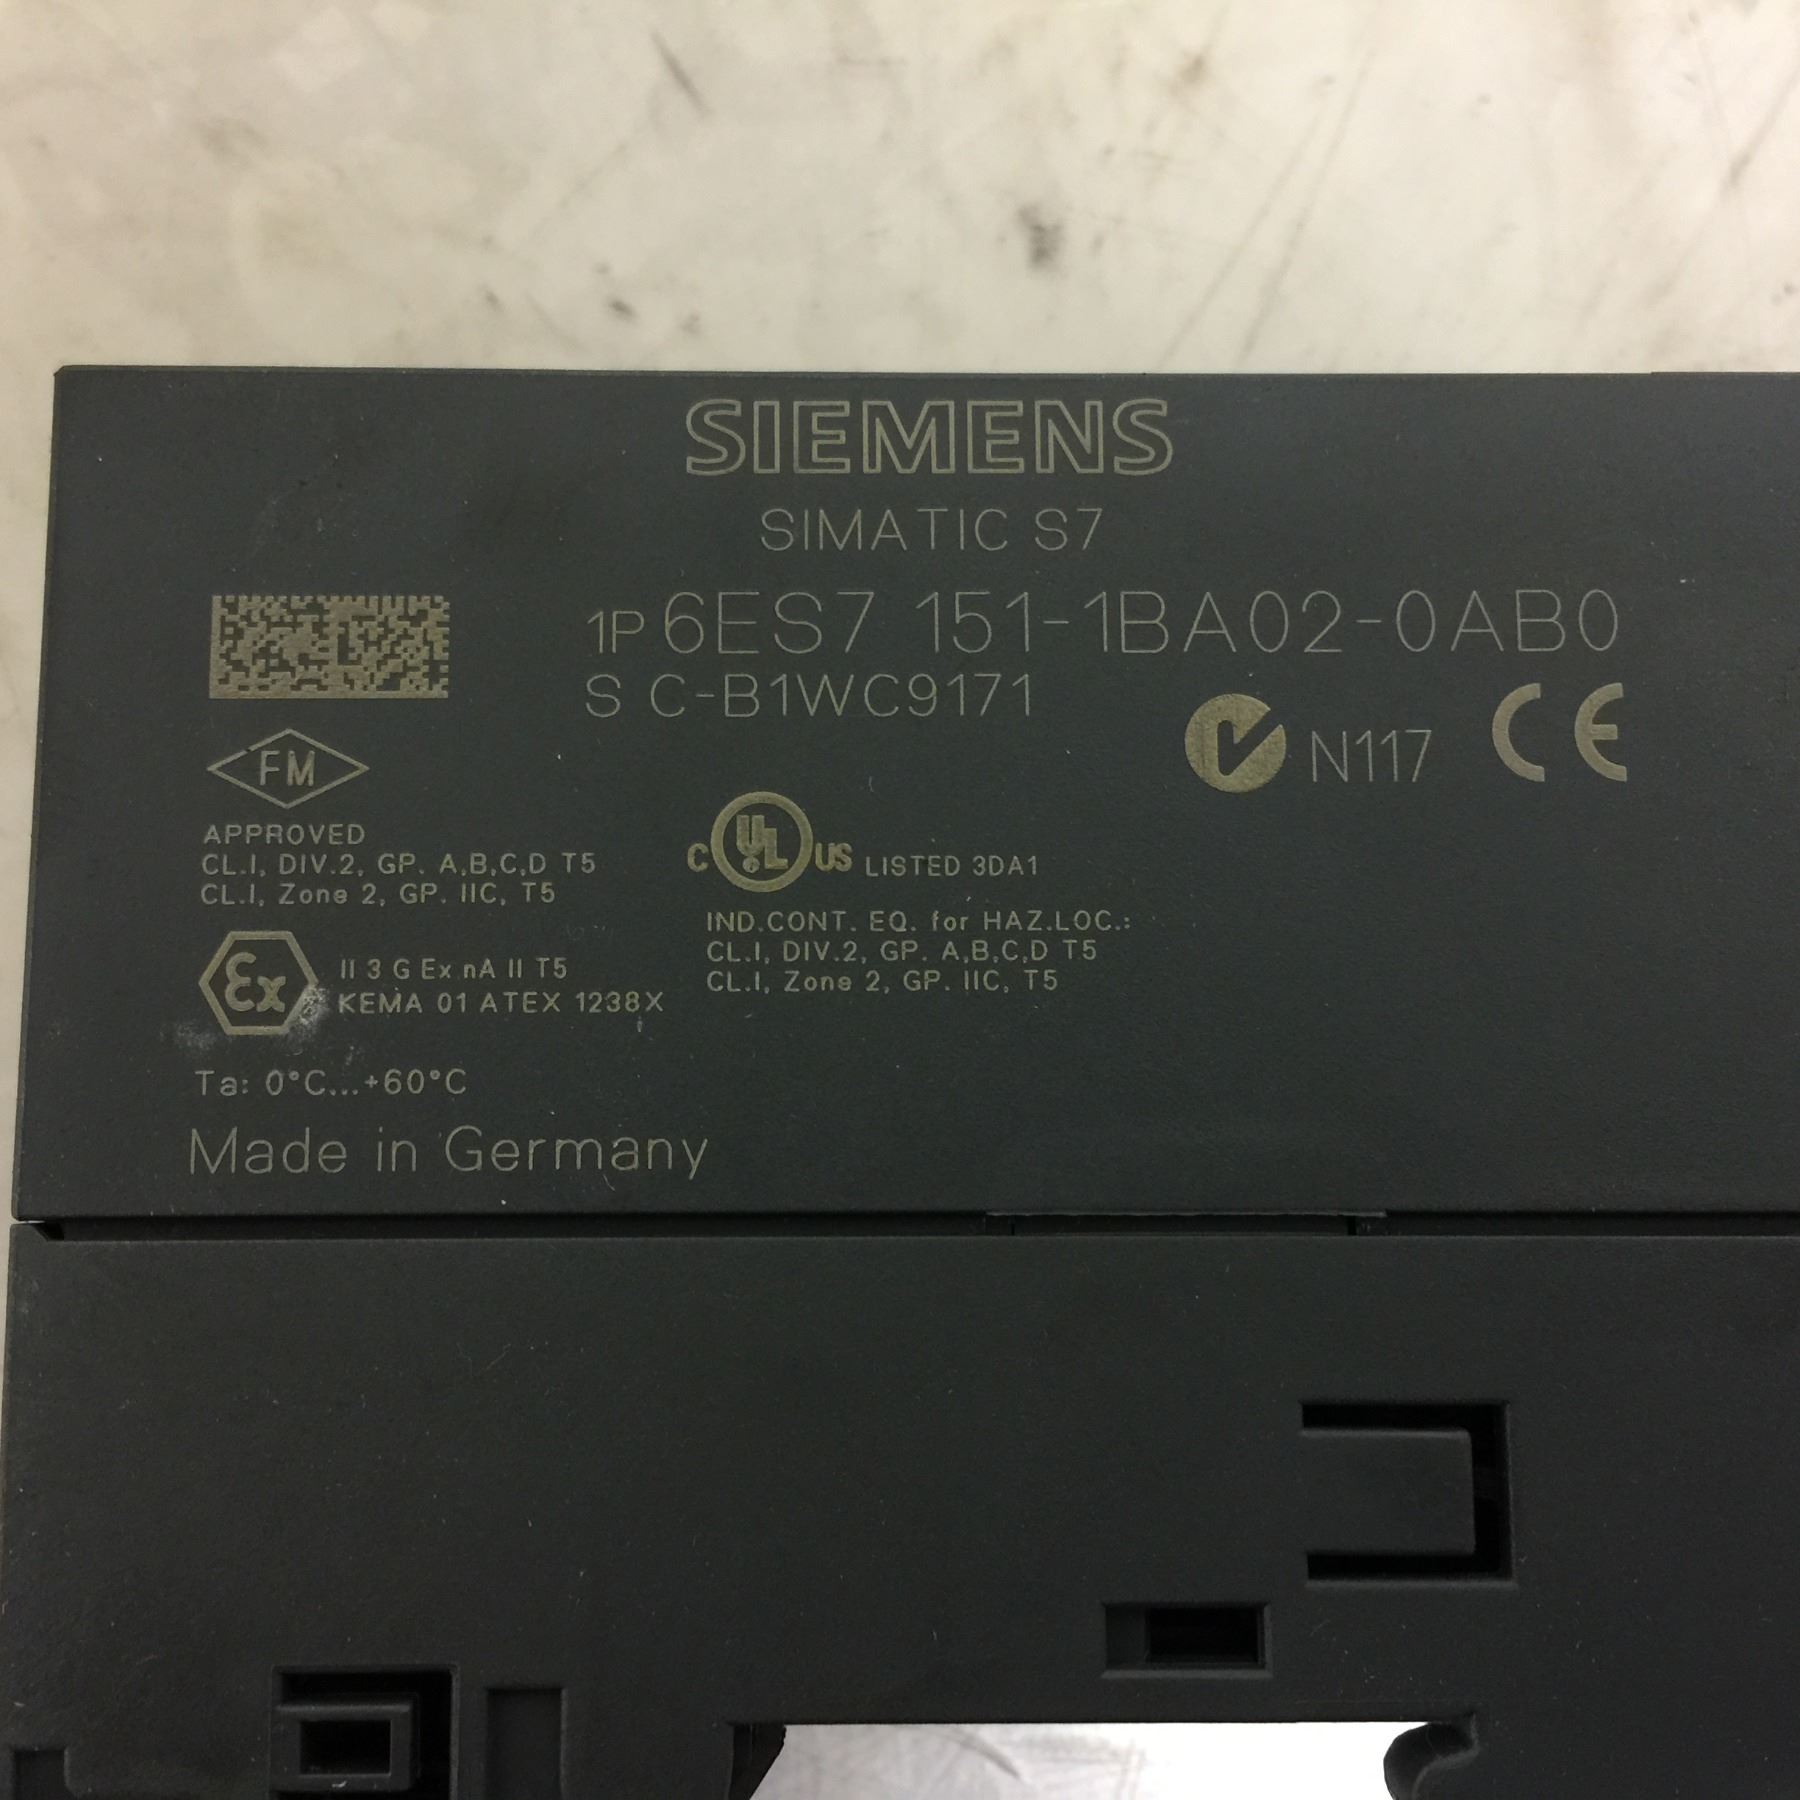 SIEMENS
SIMATIC S7
1P 6ES7 151-1BA02-0AB0
S C-B1WC9171
N117 CE
FM
APPROVED
CL.I, DIV.2, GP. A,B,C,D T5
CL.I, Zone 2, GP. IIC, T5
C UL US LISTED 3DA1
IND.CONT. EQ. for HAZ.LOC.:
CL.I, DIV.2, GP. A,B,C,D T5
CL.I, Zone 2, GP. IIC, T5
Ex II 3 G Ex nA II T5
KEMA 01 ATEX 1238X
Ta: 0°C...+60°C
Made in Germany